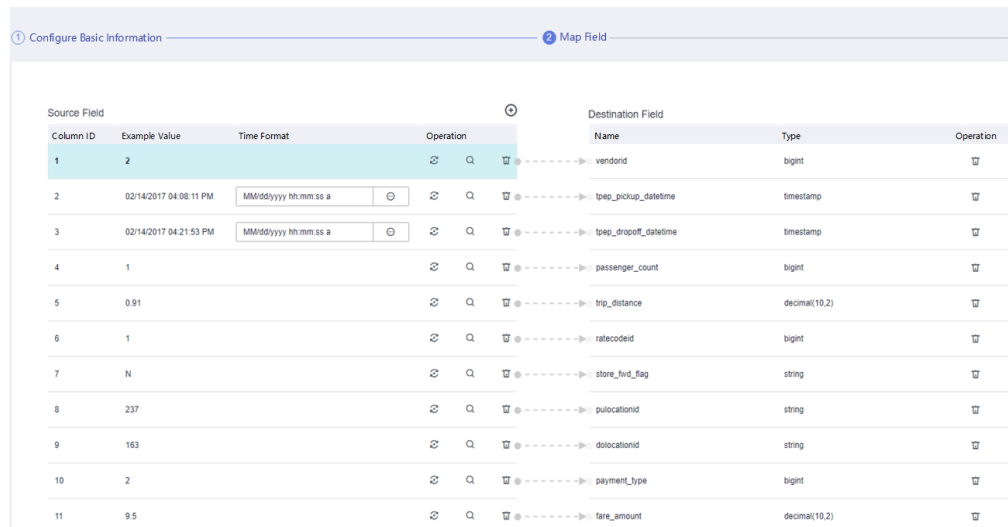 1 Configure Basic Information 2 Map Field
Source Field Destination Field
Column ID Example Value Time Format Operation Name Type Operation
1 2 vendorid bigint
2 02/14/2017 04:08:11 PM MM/dd/yyyy hh:mm:ss a tpep_pickup_datetime timestamp
3 02/14/2017 04:21:53 PM MM/dd/yyyy hh:mm:ss a tpep_dropoff_datetime timestamp
4 1 passenger_count bigint
5 0.91 trip_distance decimal(10,2)
6 1 ratecodeid bigint
7 N store_fwd_flag string
8 237 pulocationid string
9 163 dolocationid string
10 2 payment_type bigint
11 9.5 fare_amount decimal(10,2)